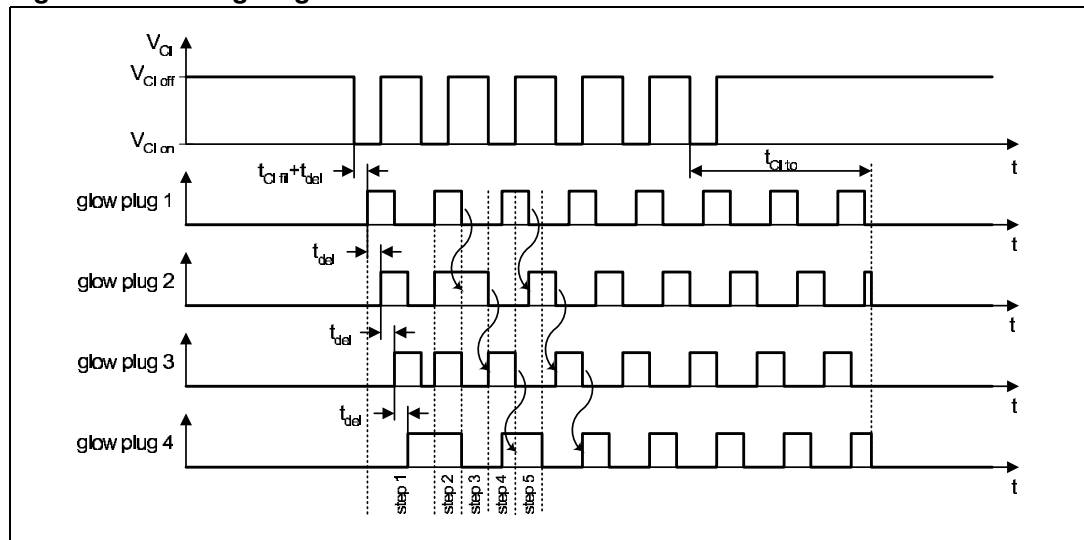 V_CI
V_CI off
V_CI on
t
t_CI fil+t_del
t_CI to
glow plug 1
t
t_del
glow plug 2
t
t_del
glow plug 3
t
t_del
glow plug 4
t
step 1
step 2
step 3
step 4
step 5